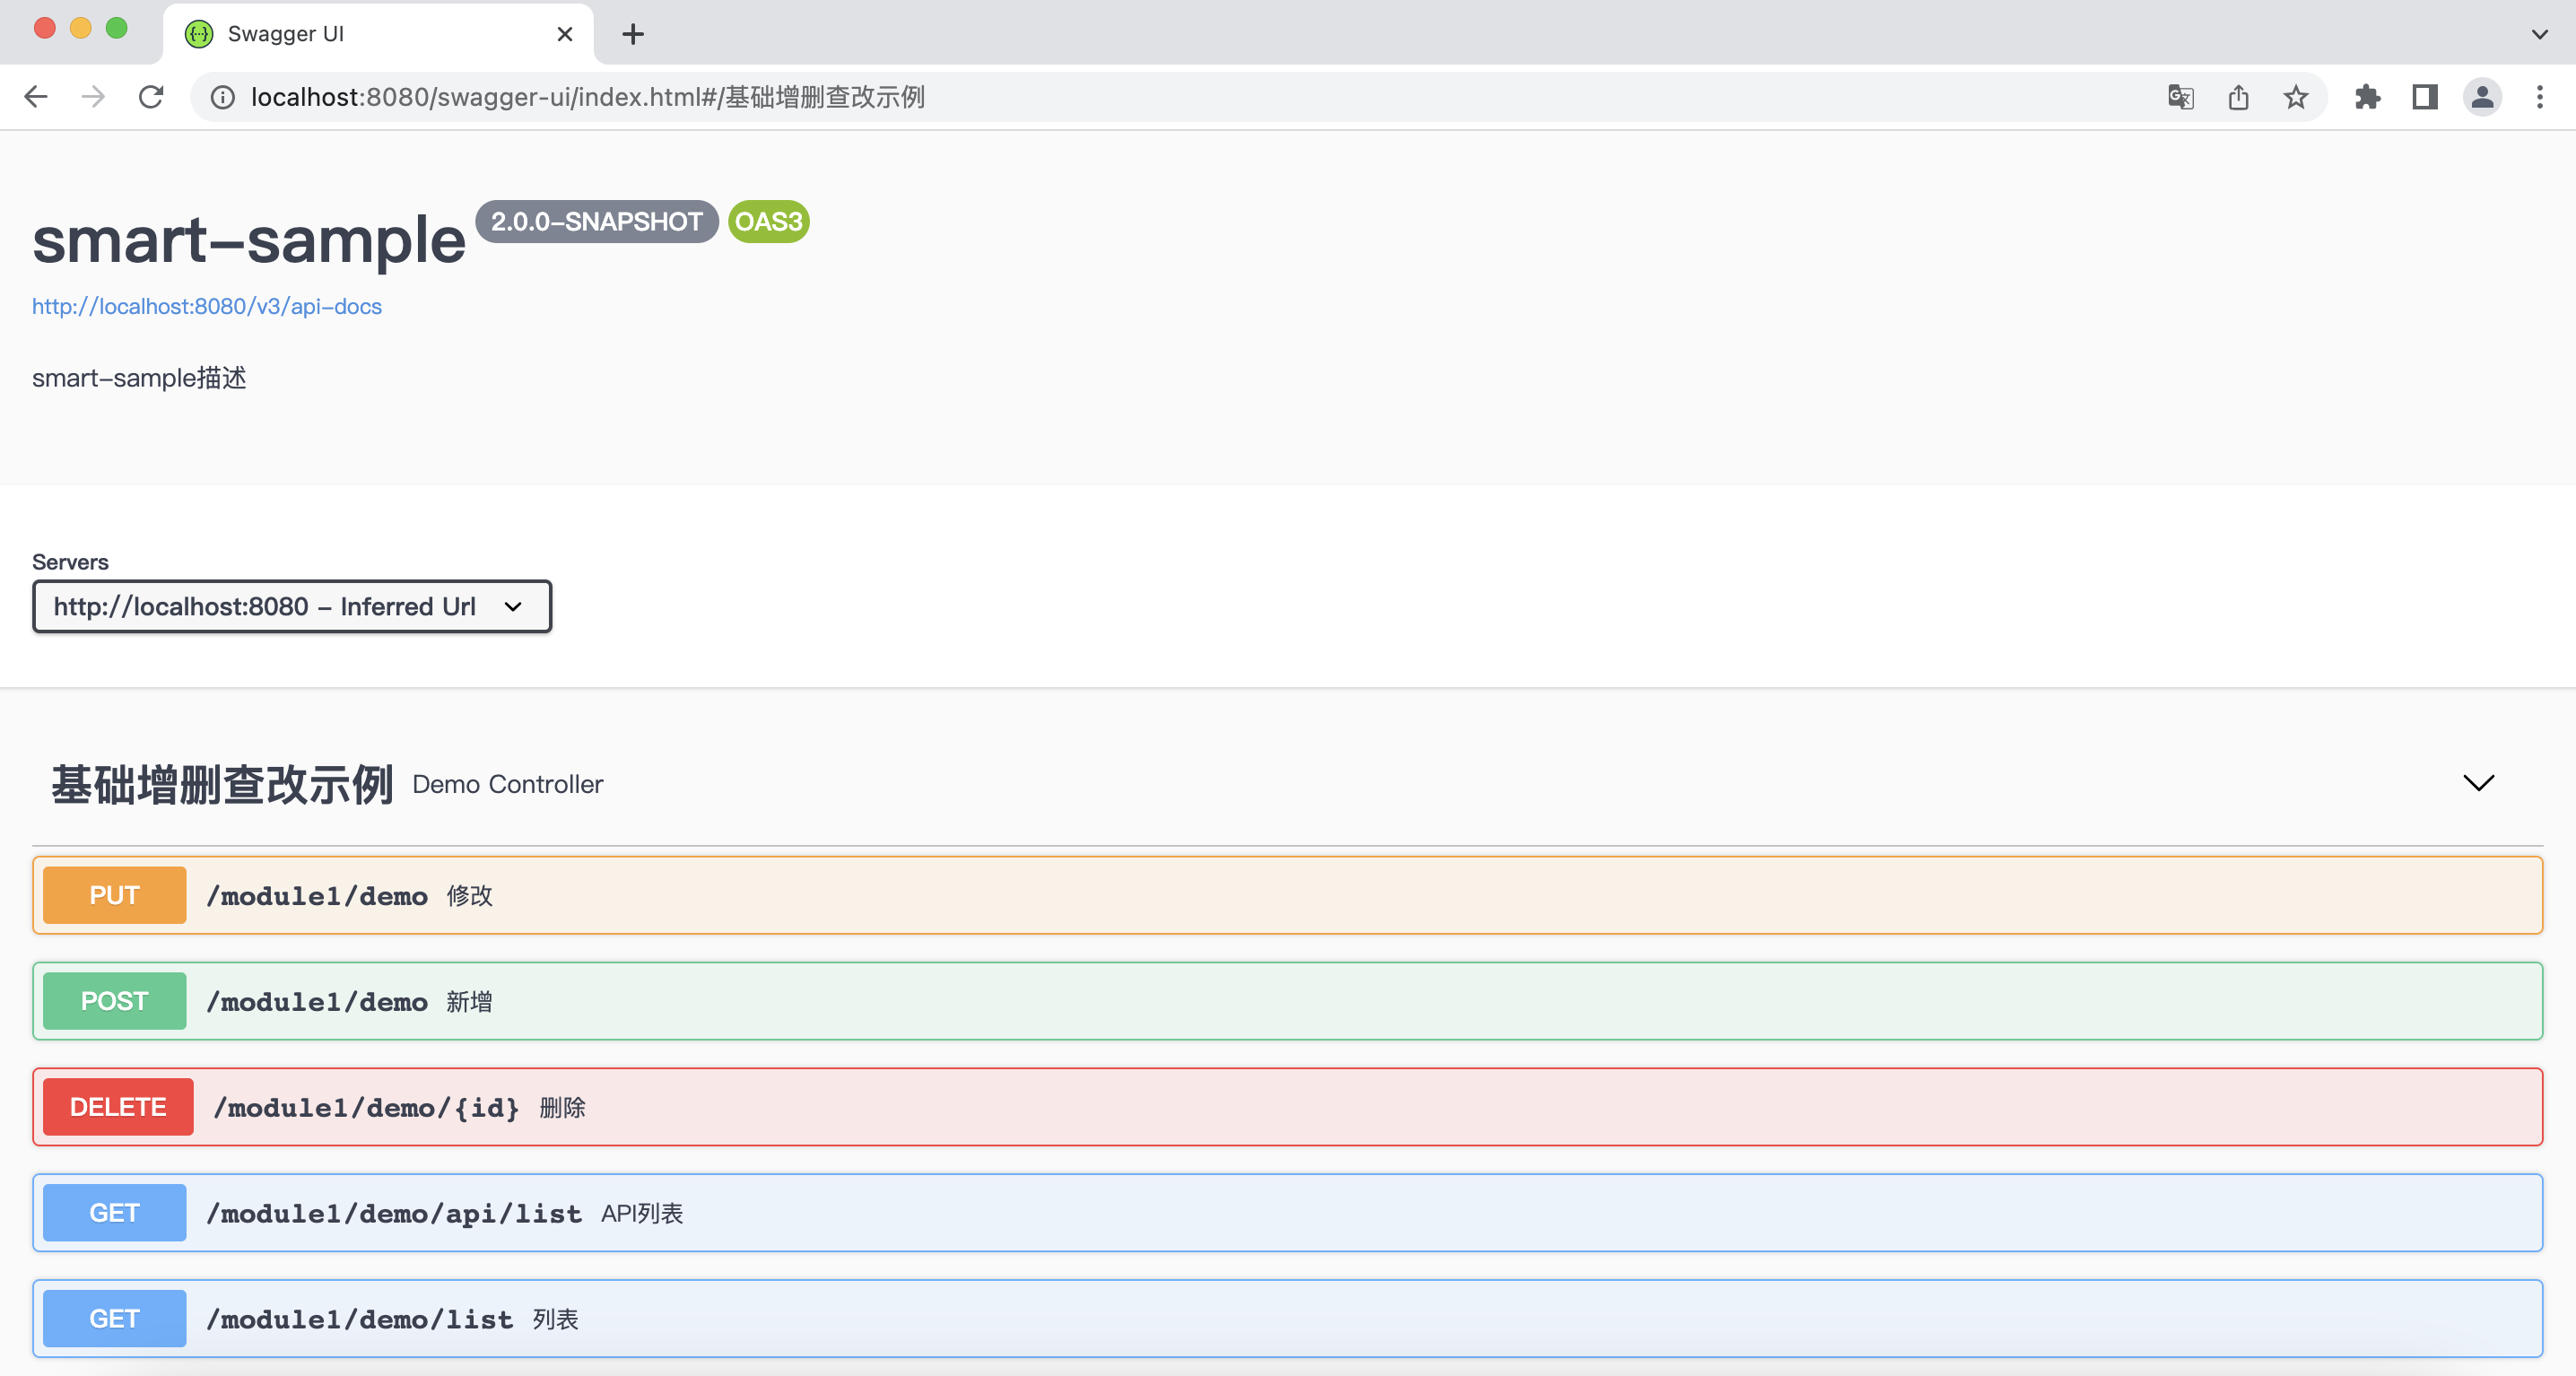 Swagger UI
localhost:8080/swagger-ui/index.html#/基础增删查改示例
smart-sample 2.0.0-SNAPSHOT OAS3
http://localhost:8080/v3/api-docs
smart-sample描述
Servers
http://localhost:8080 - Inferred Url
基础增删查改示例 Demo Controller
PUT /module1/demo 修改
POST /module1/demo 新增
DELETE /module1/demo/{id} 删除
GET /module1/demo/api/list API列表
GET /module1/demo/list 列表